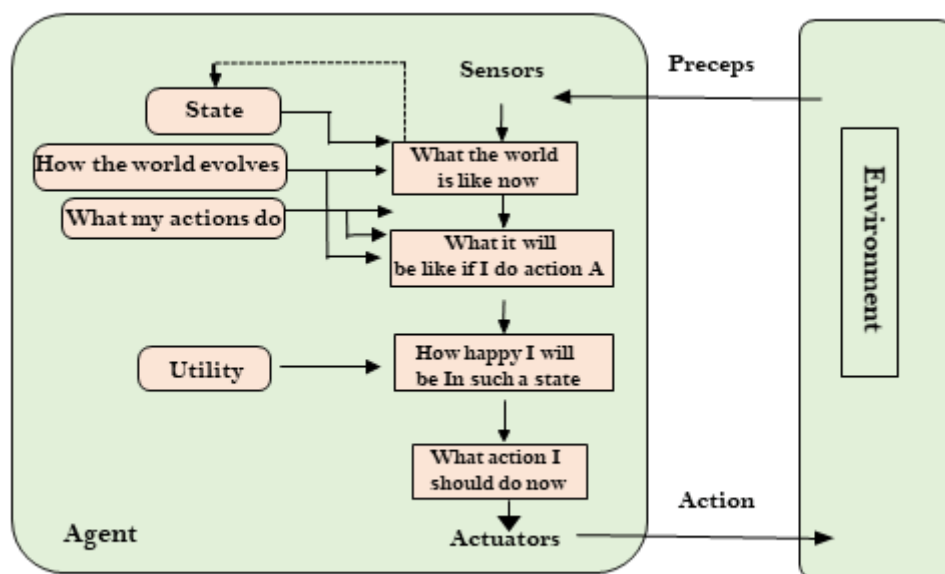 Sensors
Preceps
State
How the world evolves
What the world
is like now
What my actions do
What it will
be like if I do action A
Environment
How happy I will
be In such a state
Utility
What action I
should do now
Action
Agent
Actuators